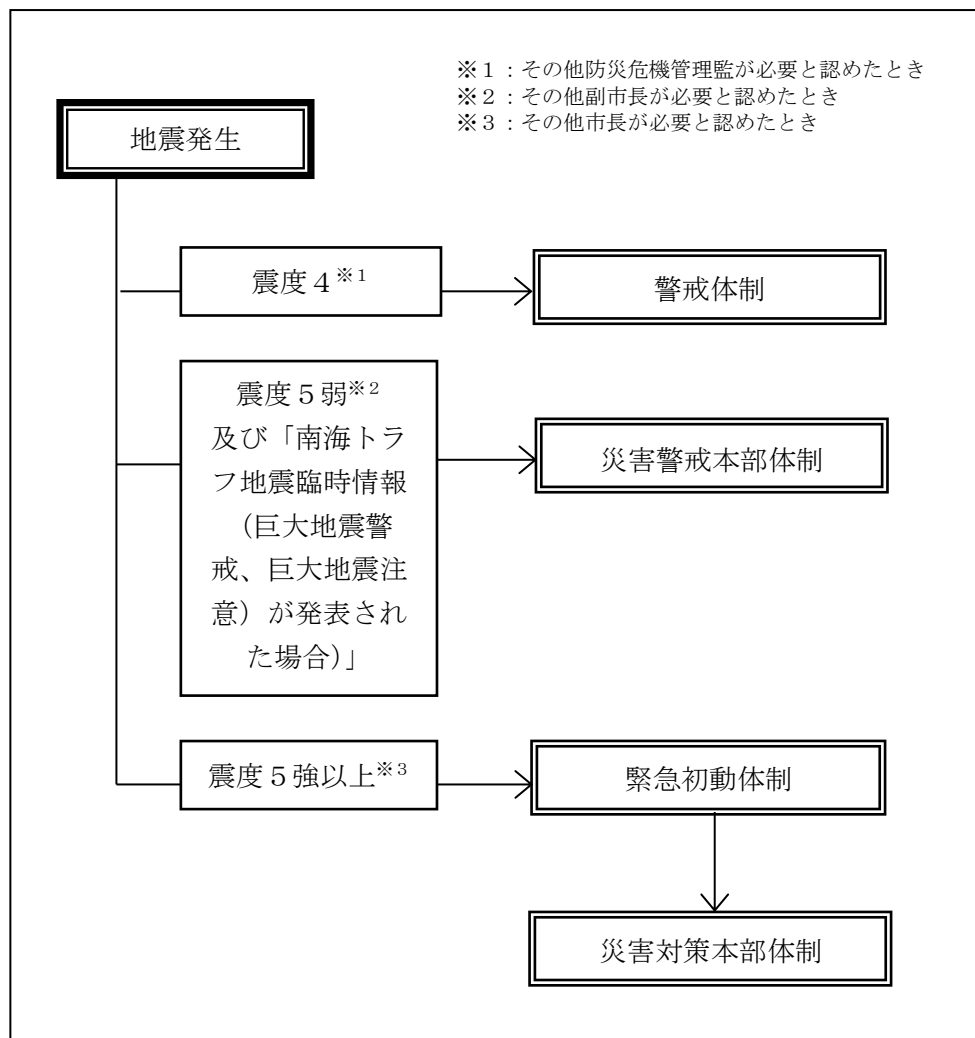 ※１：その他防災危機管理監が必要と認めたとき
※２：その他副市長が必要と認めたとき
※３：その他市長が必要と認めたとき
地震発生
震度４※１
警戒体制
震度５弱※２
及び「南海トラ
フ地震臨時情報
（巨大地震警
戒、巨大地震注
意）が発表され
た場合)」
災害警戒本部体制
震度５強以上※３
緊急初動体制
災害対策本部体制